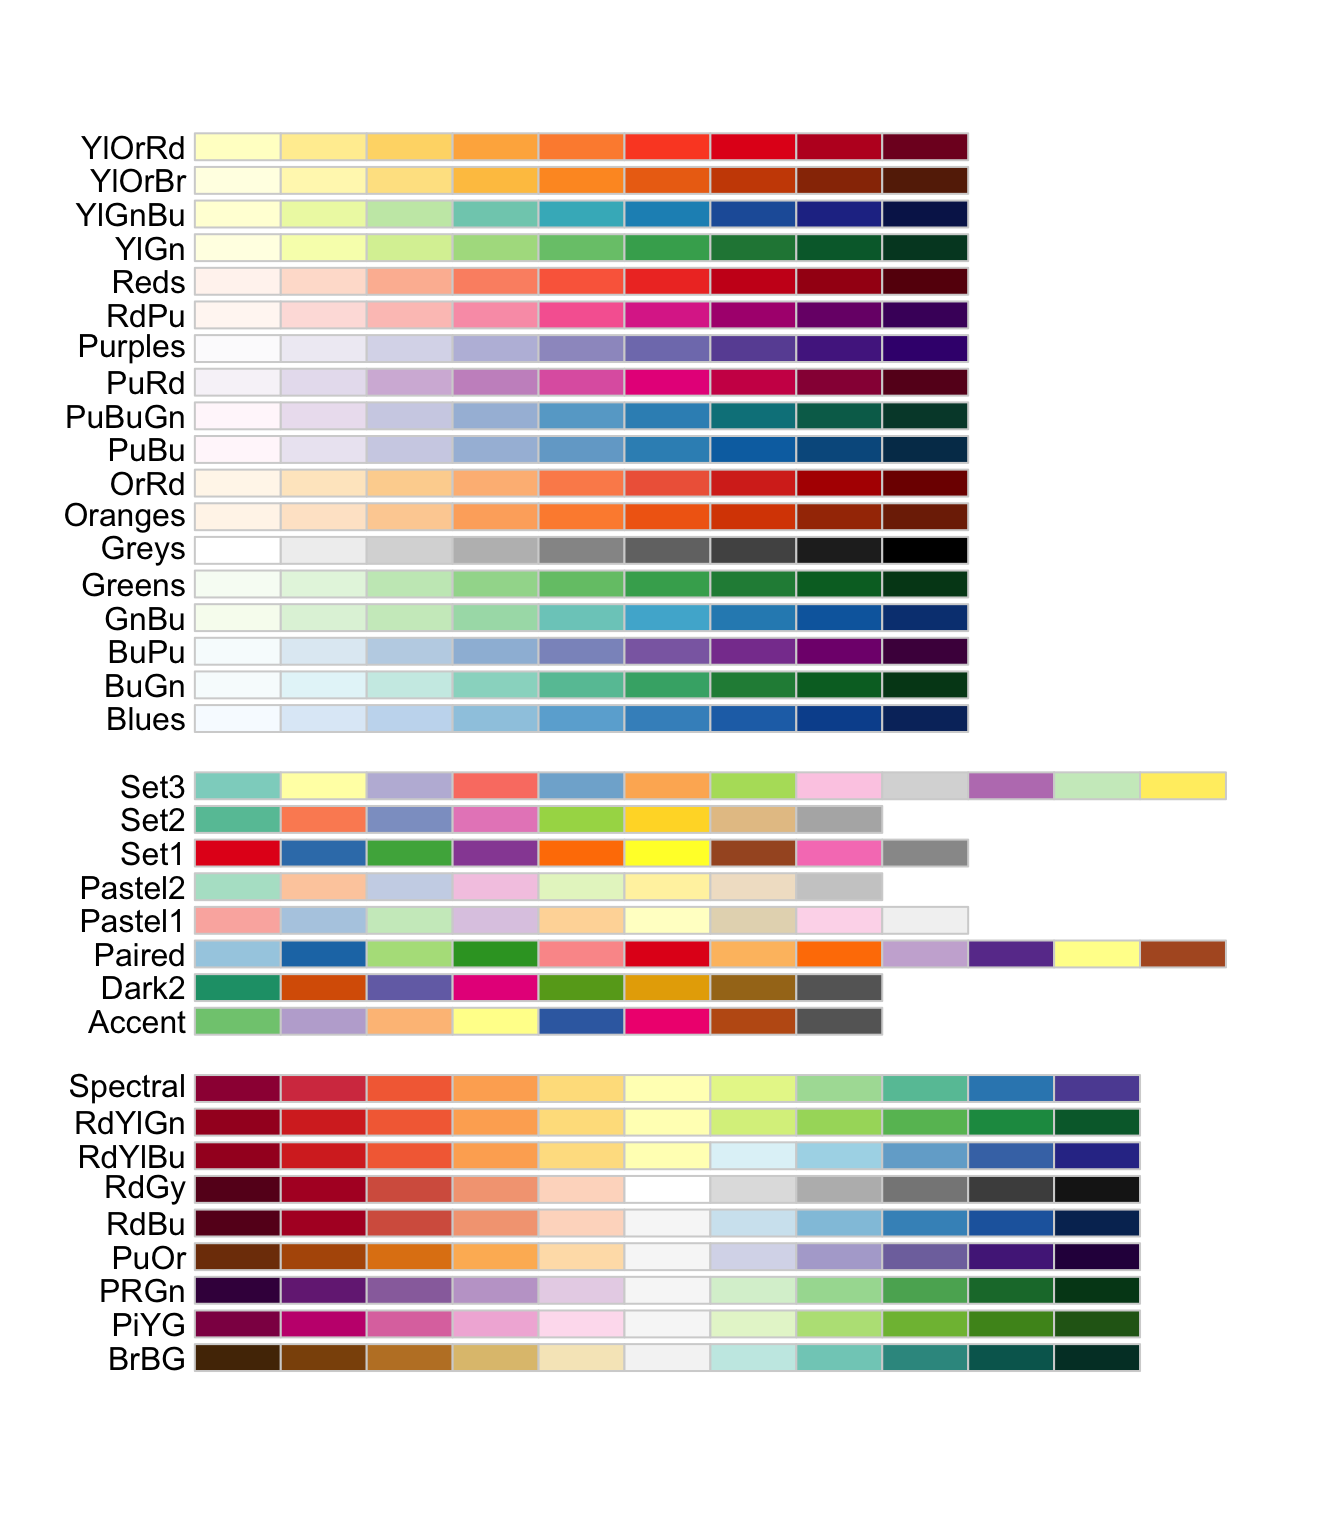 YlOrRd
YlOrBr
YlGnBu
YlGn
Reds
RdPu
Purples
PuRd
PuBuGn
PuBu
OrRd
Oranges
Greys
Greens
GnBu
BuPu
BuGn
Blues
Set3
Set2
Set1
Pastel2
Pastel1
Paired
Dark2
Accent
Spectral
RdYlGn
RdYlBu
RdGy
RdBu
PuOr
PRGn
PiYG
BrBG